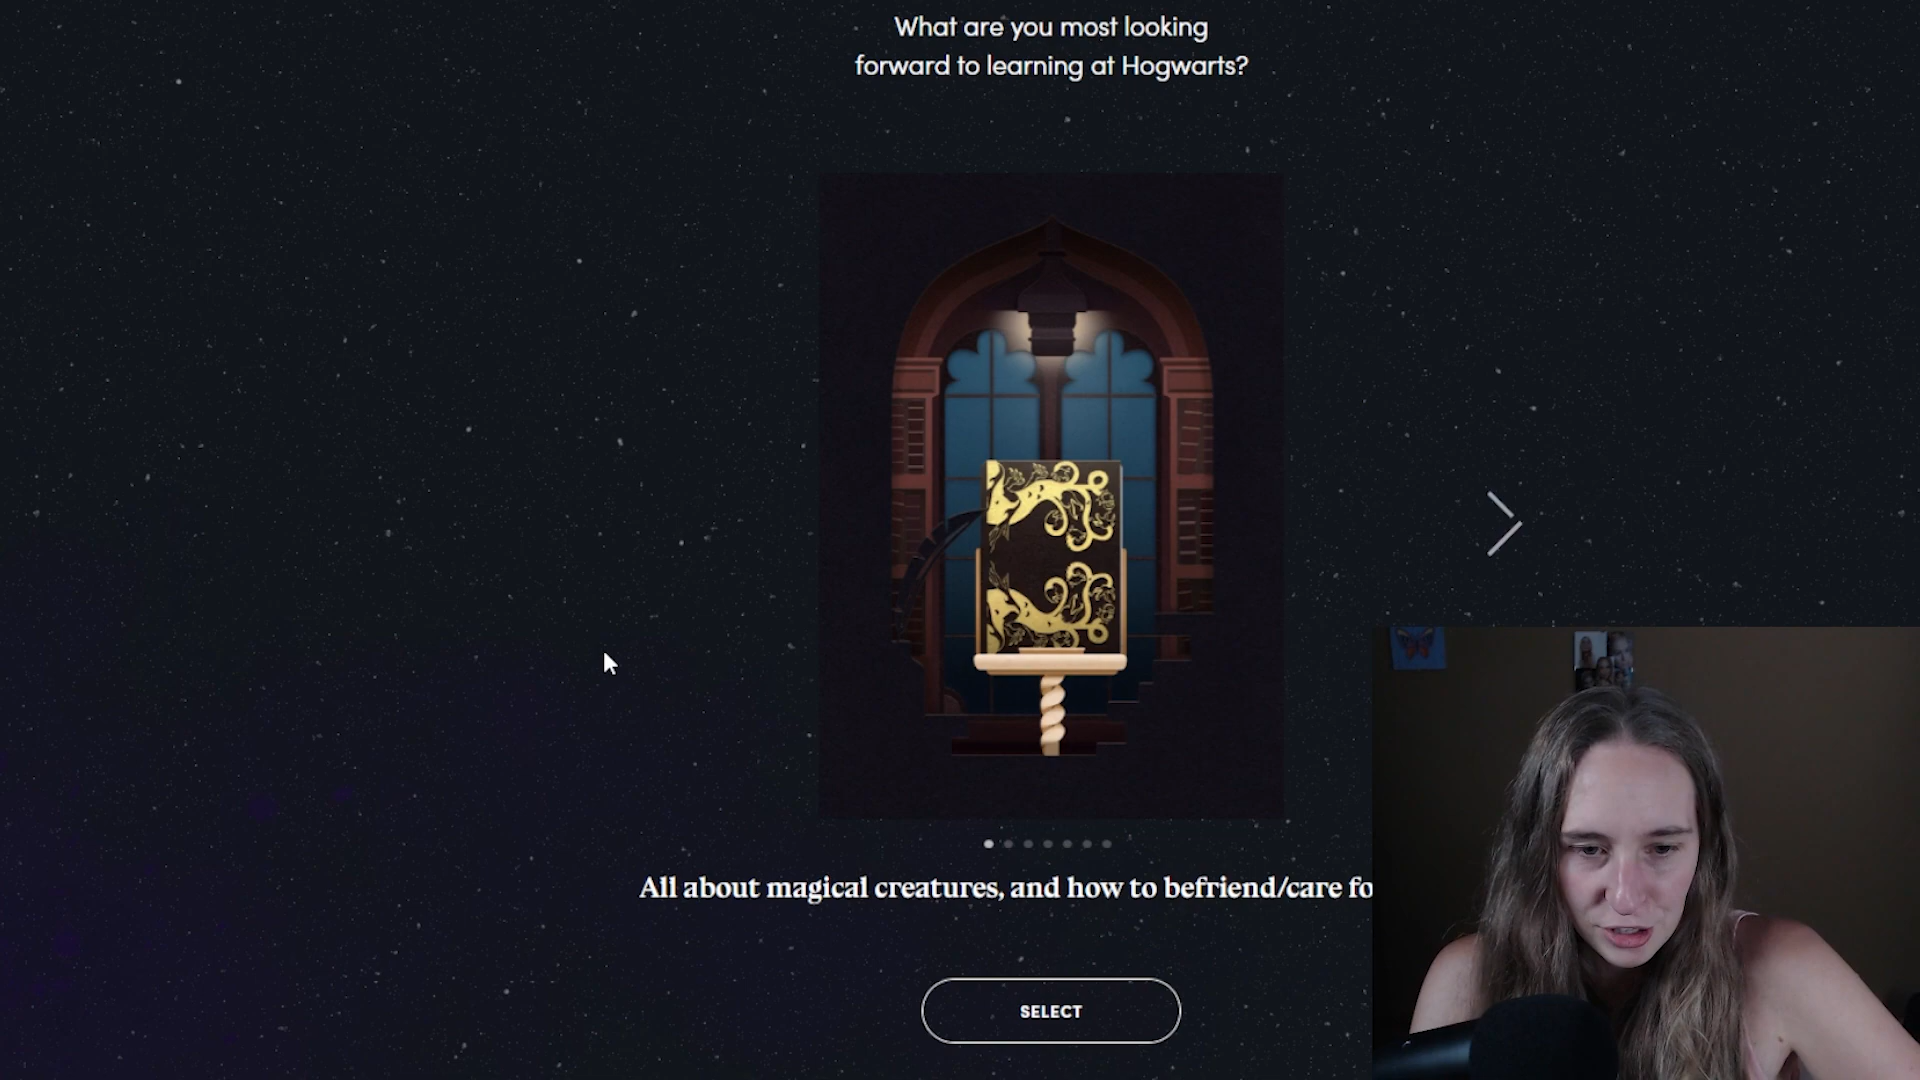 What are you most looking
forward to learning at Hogwarts?
All about magical creatures, and how to befriend/care fo
SELECT